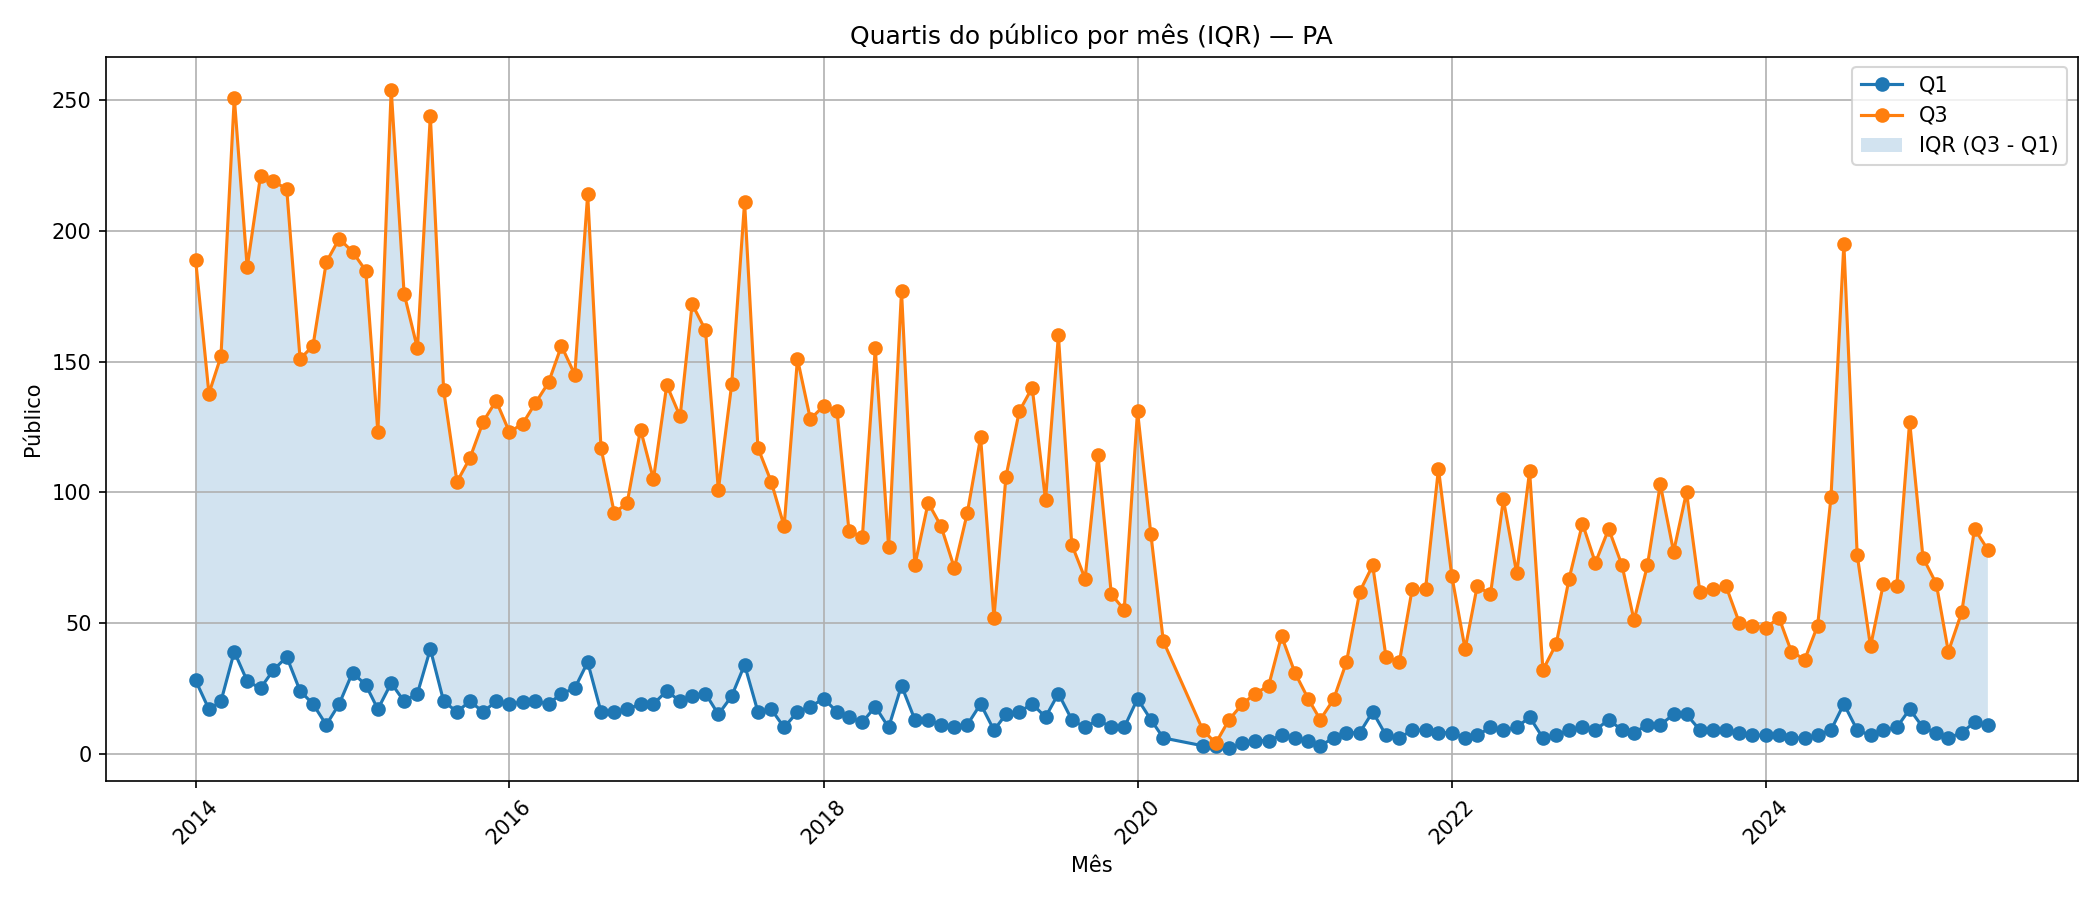 Quartis do público por mês (IQR) — PA
Q1
Q3
IQR (Q3 - Q1)
Público
250
200
150
100
50
0
2014
2016
2018
2020
2022
2024
Mês